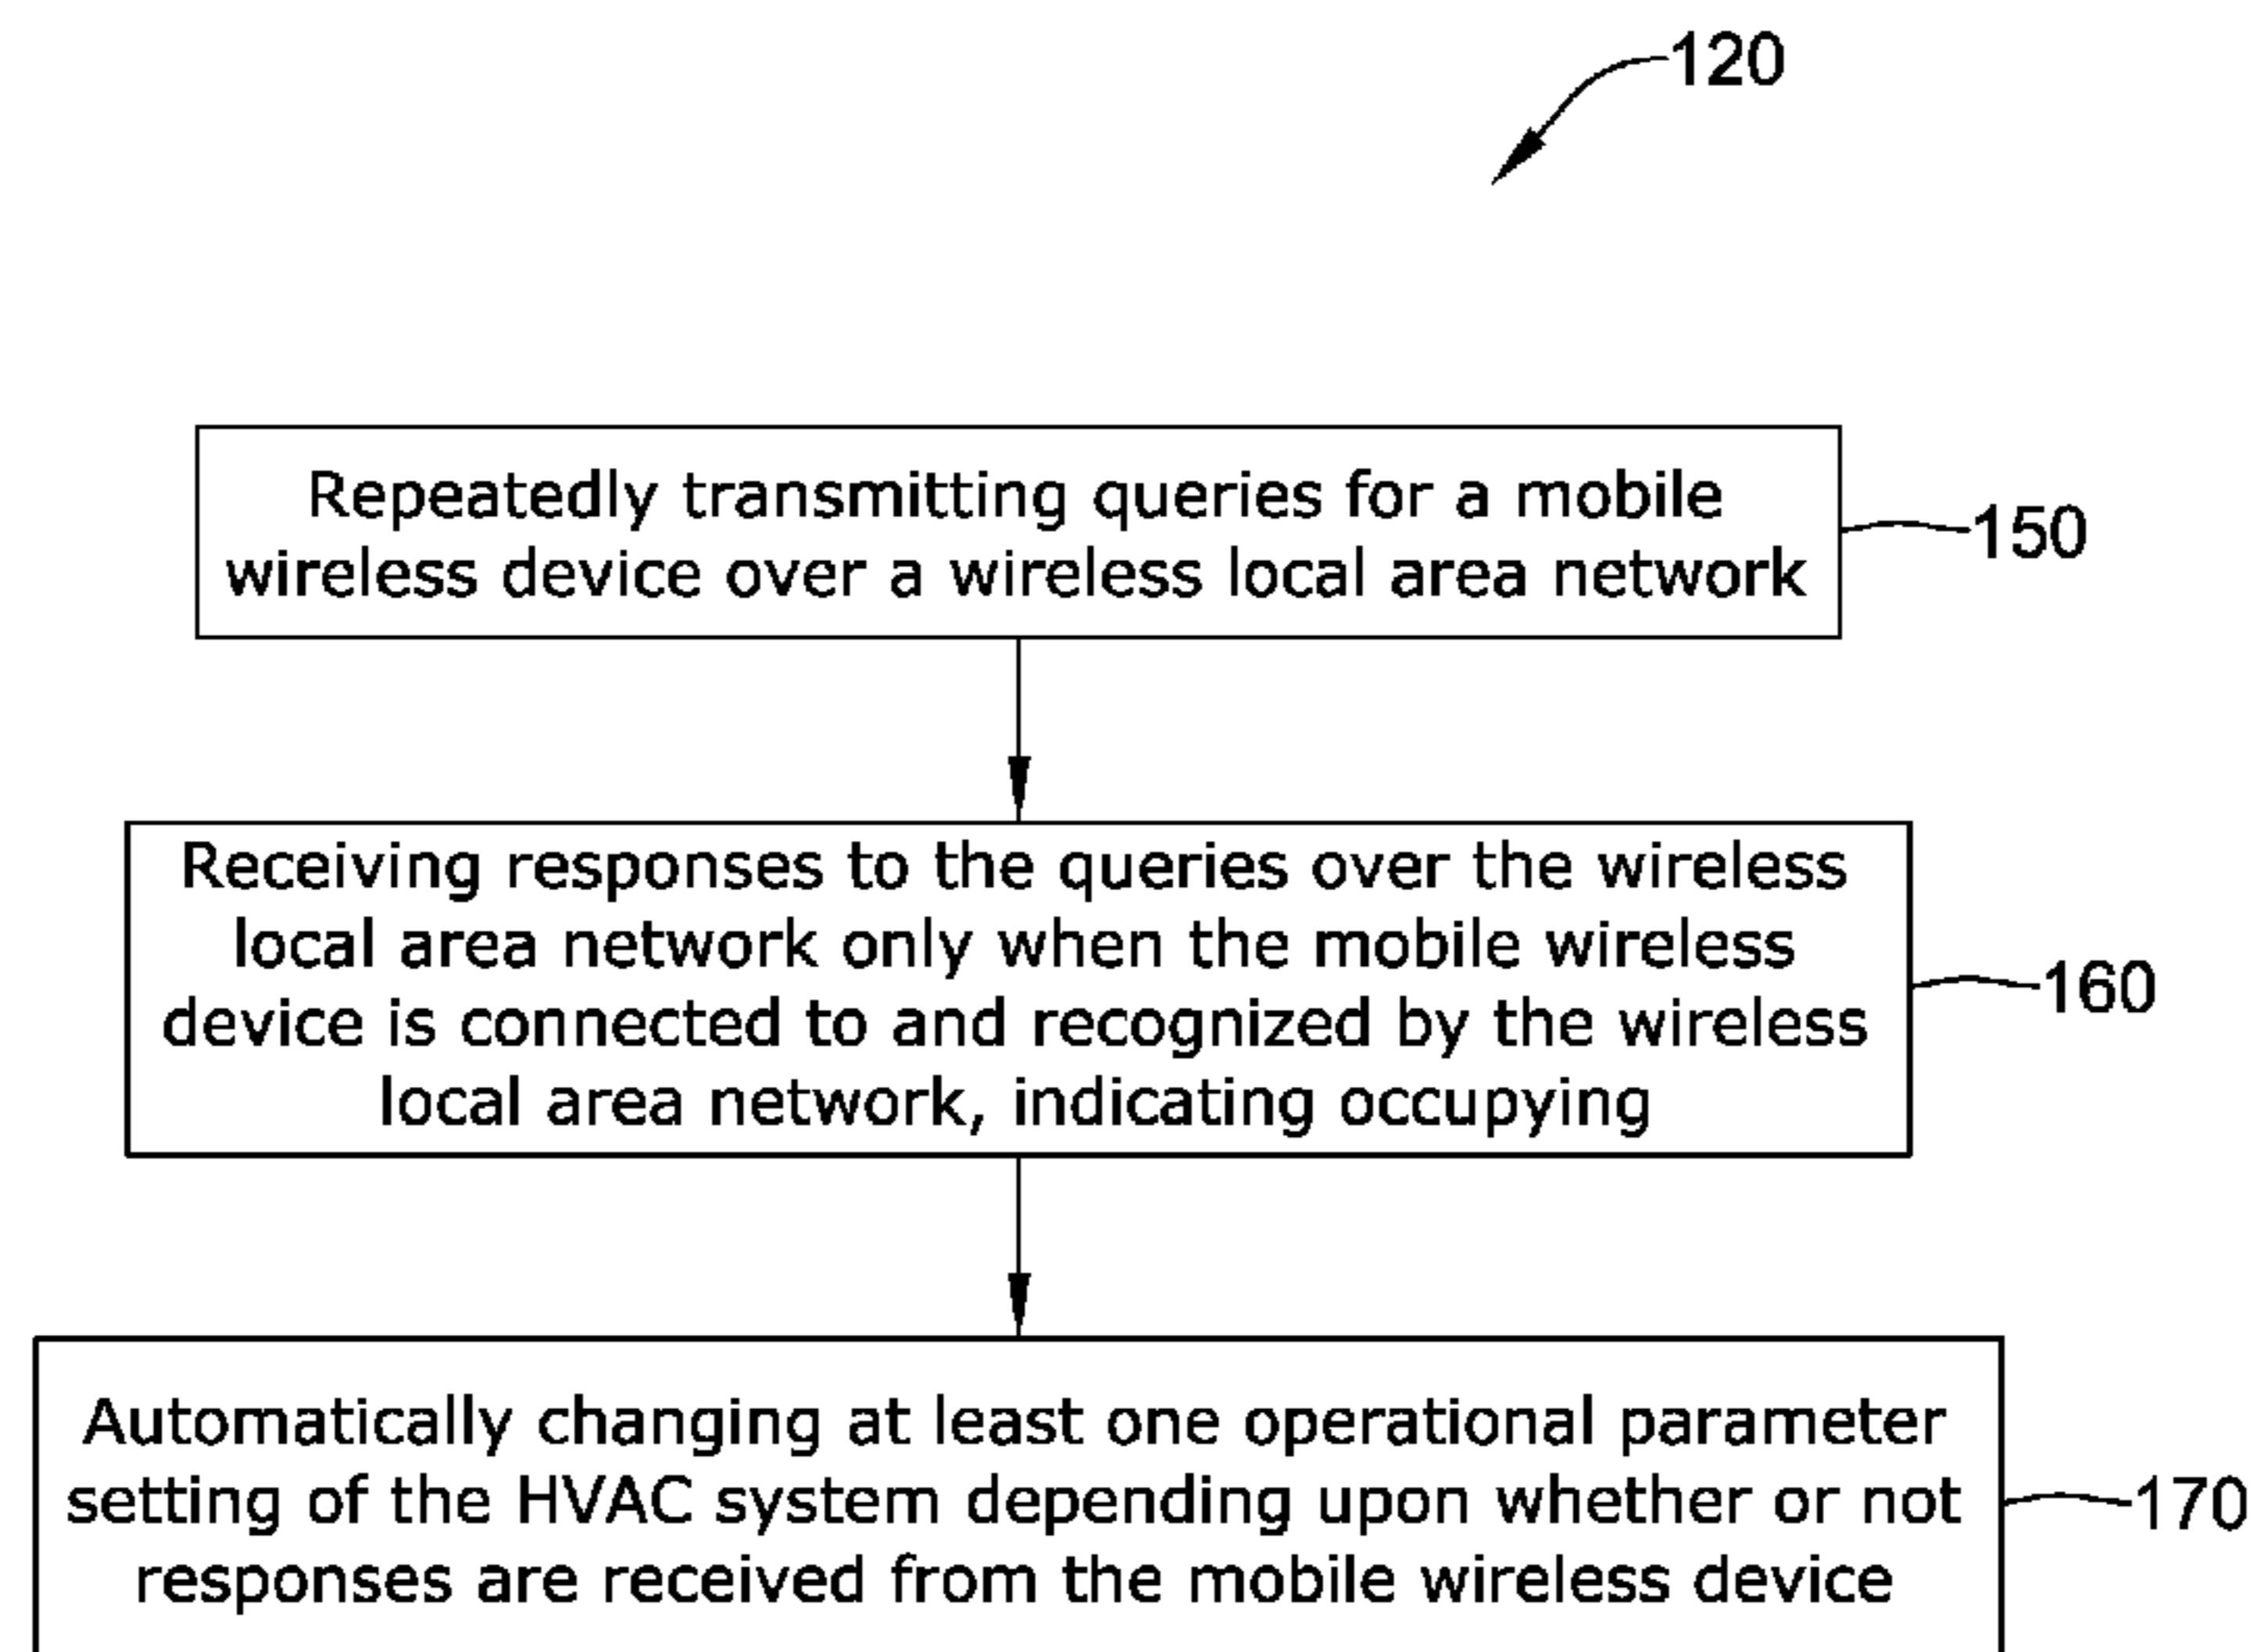 120
Repeatedly transmitting queries for a mobile
wireless device over a wireless local area network
150
Receiving responses to the queries over the wireless
local area network only when the mobile wireless
device is connected to and recognized by the wireless
local area network, indicating occupying
160
Automatically changing at least one operational parameter
setting of the HVAC system depending upon whether or not
responses are received from the mobile wireless device
170